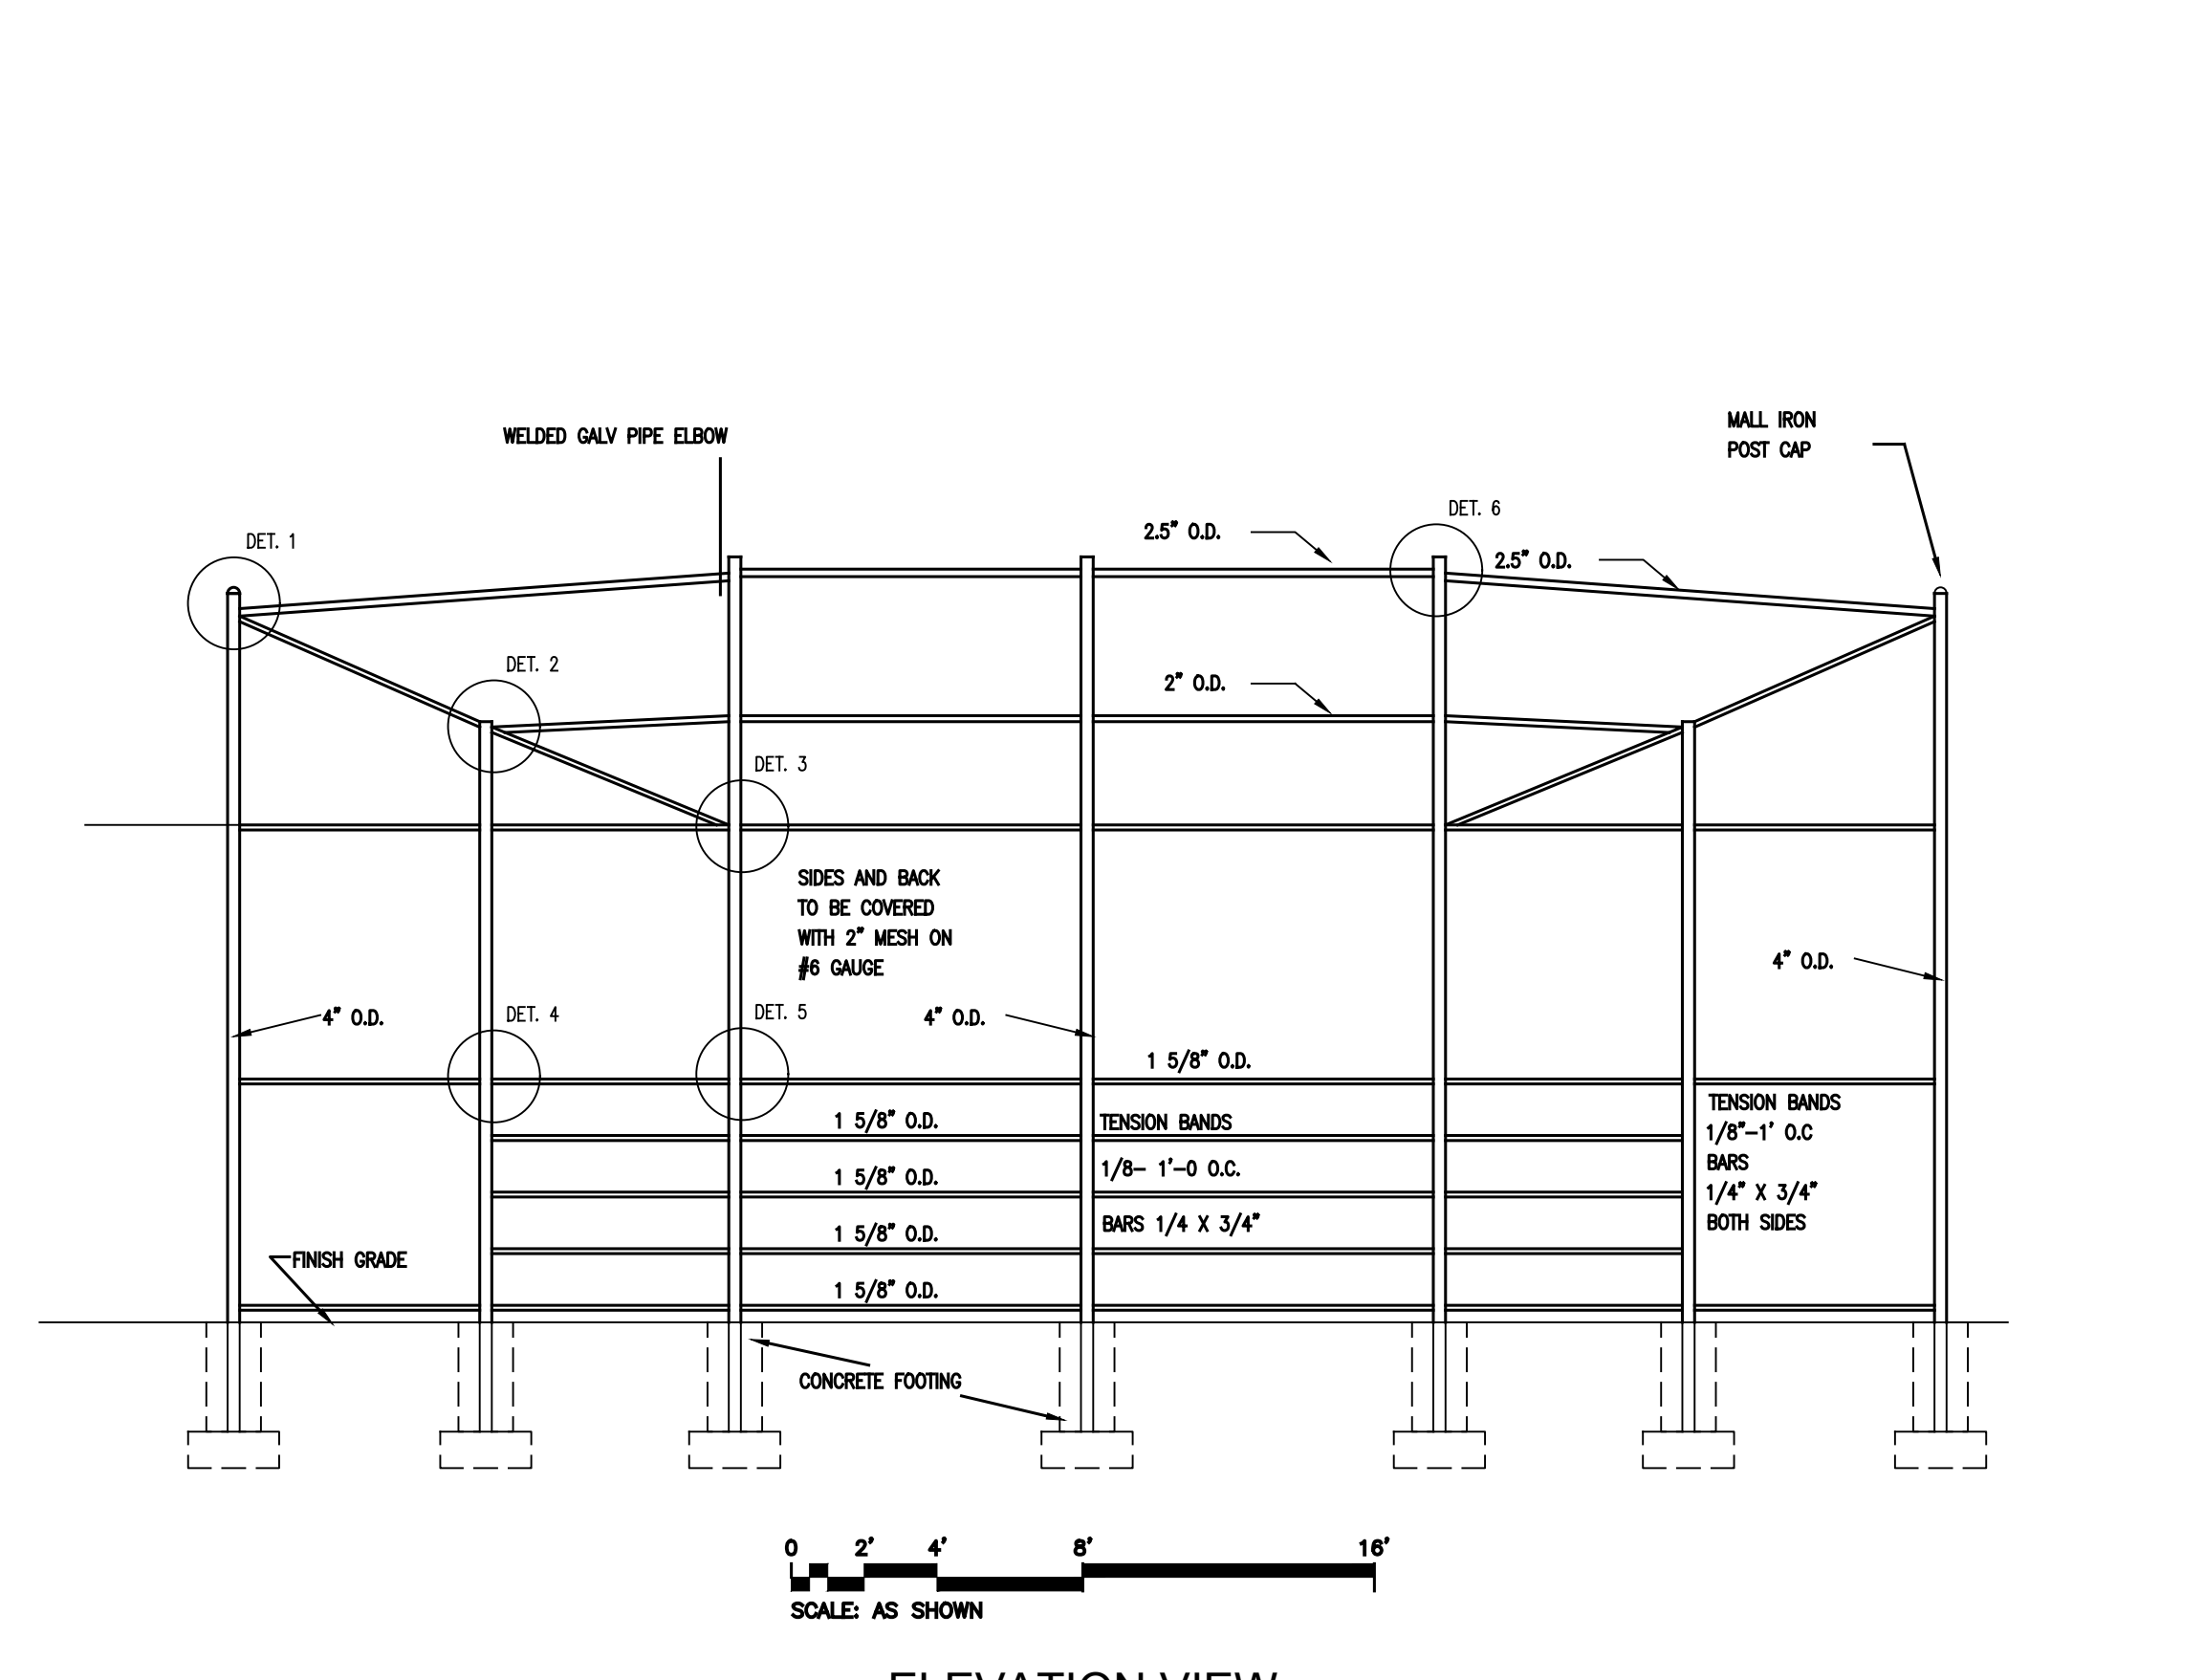 MALL IRON
POST CAP
WELDED GALV PIPE ELBOW
DET. 6
2.5" O.D.
DET. 1
2.5" O.D.
DET. 2
2" O.D.
DET. 3
SIDES AND BACK
TO BE COVERED
WITH 2" MESH ON
#6 GAUGE
4" O.D.
DET. 4
DET. 5
4" O.D.
4" O.D.
1 5/8" O.D.
TENSION BANDS
1/8"-1' O.C
BARS
1/4" X 3/4"
BOTH SIDES
1 5/8" O.D.
TENSION BANDS
1/8- 1'-0 O.C.
1 5/8" O.D.
BARS 1/4 X 3/4"
1 5/8" O.D.
FINISH GRADE
1 5/8" O.D.
CONCRETE FOOTING
0 2' 4' 8' 16'
SCALE: AS SHOWN
ELEVATION VIEW